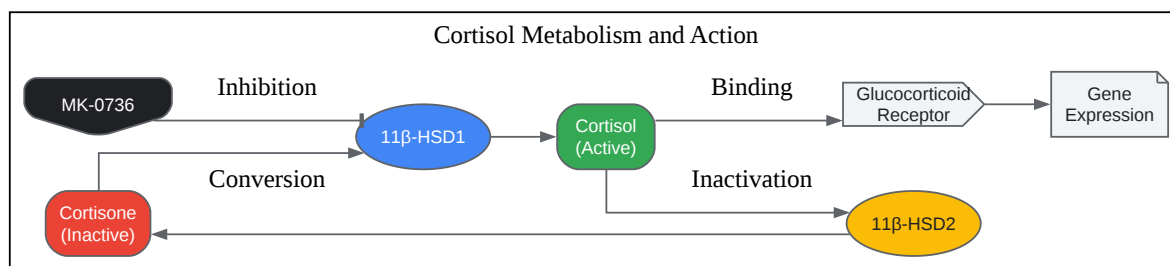 Cortisol Metabolism and Action
MK-0736
Inhibition
11β-HSD1
Cortisol
(Active)
Binding
Glucocorticoid
Receptor
Gene
Expression
Conversion
Inactivation
Cortisone
(Inactive)
11β-HSD2